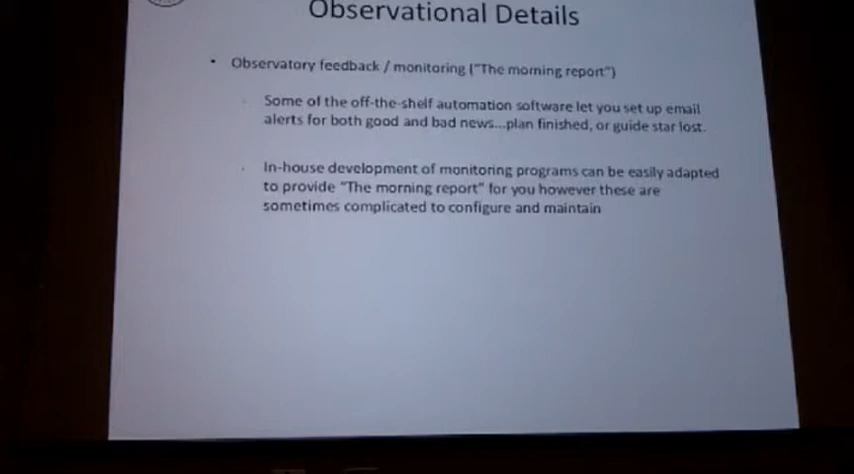 Observational Details
• Observatory feedback / monitoring ("The morning report")
Some of the off-the-shelf automation software let you set up email
alerts for both good and bad news...plan finished, or guide star lost.
In-house development of monitoring programs can be easily adapted
to provide "The morning report" for you however these are
sometimes complicated to configure and maintain